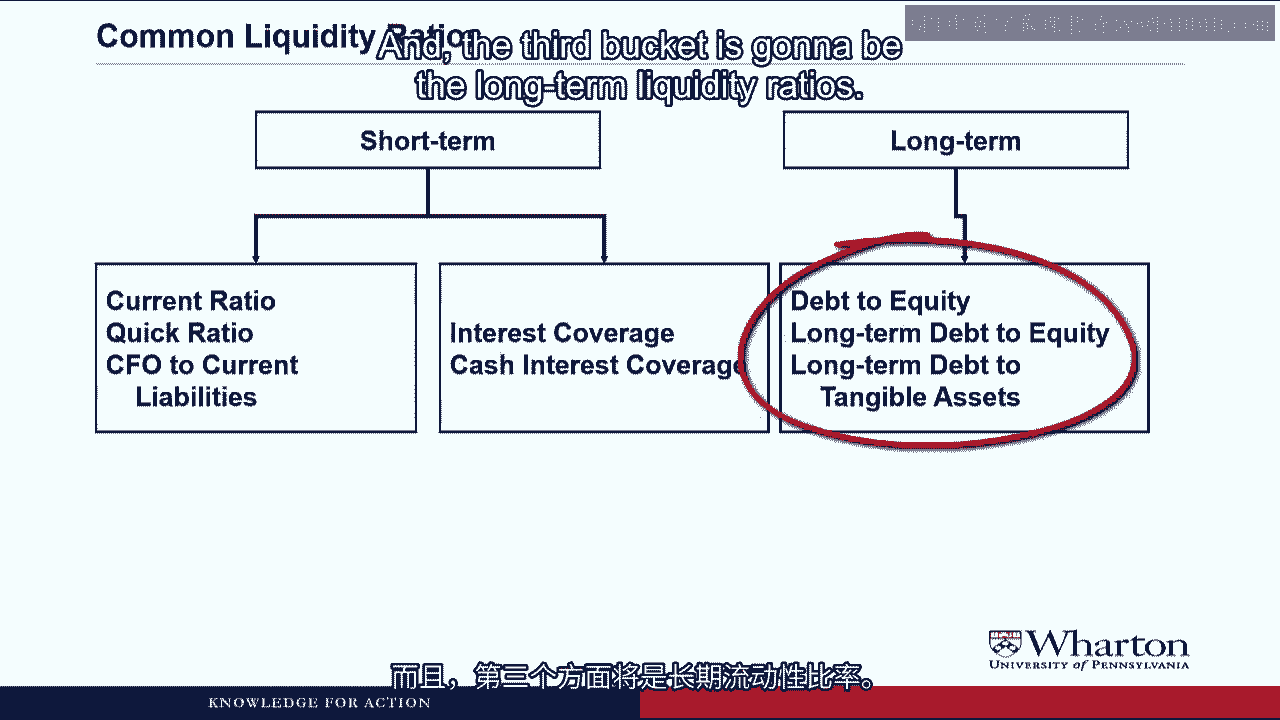 Common Liquidity Ratios
And, the third bucket is gonna be
the long-term liquidity ratios.
Short-term
Long-term
Current Ratio
Quick Ratio
CFO to Current
Liabilities
Interest Coverage
Cash Interest Coverage
Debt to Equity
Long-term Debt to Equity
Long-term Debt to
Tangible Assets
Wharton
UNIVERSITY of PENNSYLVANIA
而且，第三个方面将是长期流动性比率。
KNOWLEDGE FOR ACTION